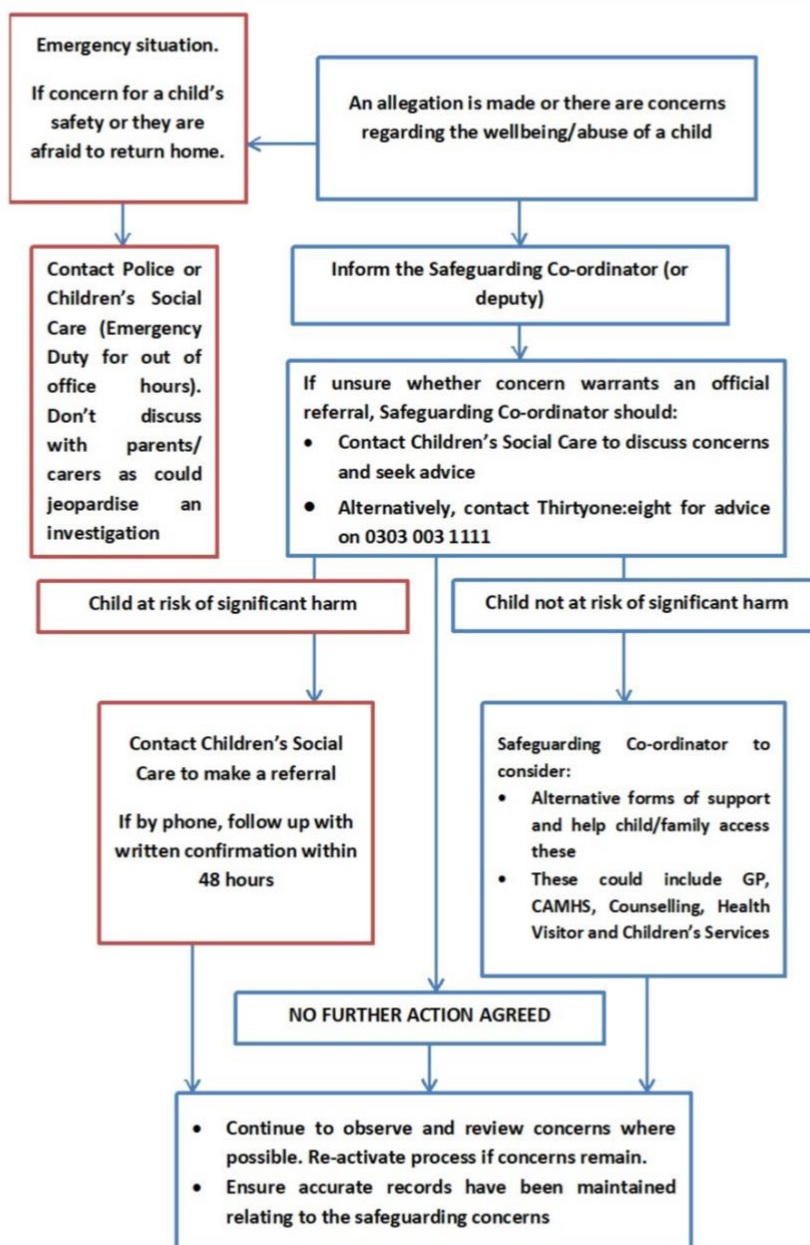 Emergency situation.
If concern for a child's
safety or they are
afraid to return home.
An allegation is made or there are concerns
regarding the wellbeing/abuse of a child
Contact Police or
Children's Social
Care (Emergency
Duty for out of
office hours).
Don't discuss
with parents/
carers as could
jeopardise an
investigation
Inform the Safeguarding Co-ordinator (or
deputy)
If unsure whether concern warrants an official
referral, Safeguarding Co-ordinator should:
• Contact Children's Social Care to discuss concerns
and seek advice
• Alternatively, contact Thirtyone:eight for advice
on 0303 003 1111
Child at risk of significant harm
Child not at risk of significant harm
Contact Children's Social
Care to make a referral
If by phone, follow up with
written confirmation within
48 hours
Safeguarding Co-ordinator to
consider:
• Alternative forms of support
and help child/family access
these
• These could include GP,
CAMHS, Counselling, Health
Visitor and Children's Services
NO FURTHER ACTION AGREED
• Continue to observe and review concerns where
possible. Re-activate process if concerns remain.
• Ensure accurate records have been maintained
relating to the safeguarding concerns